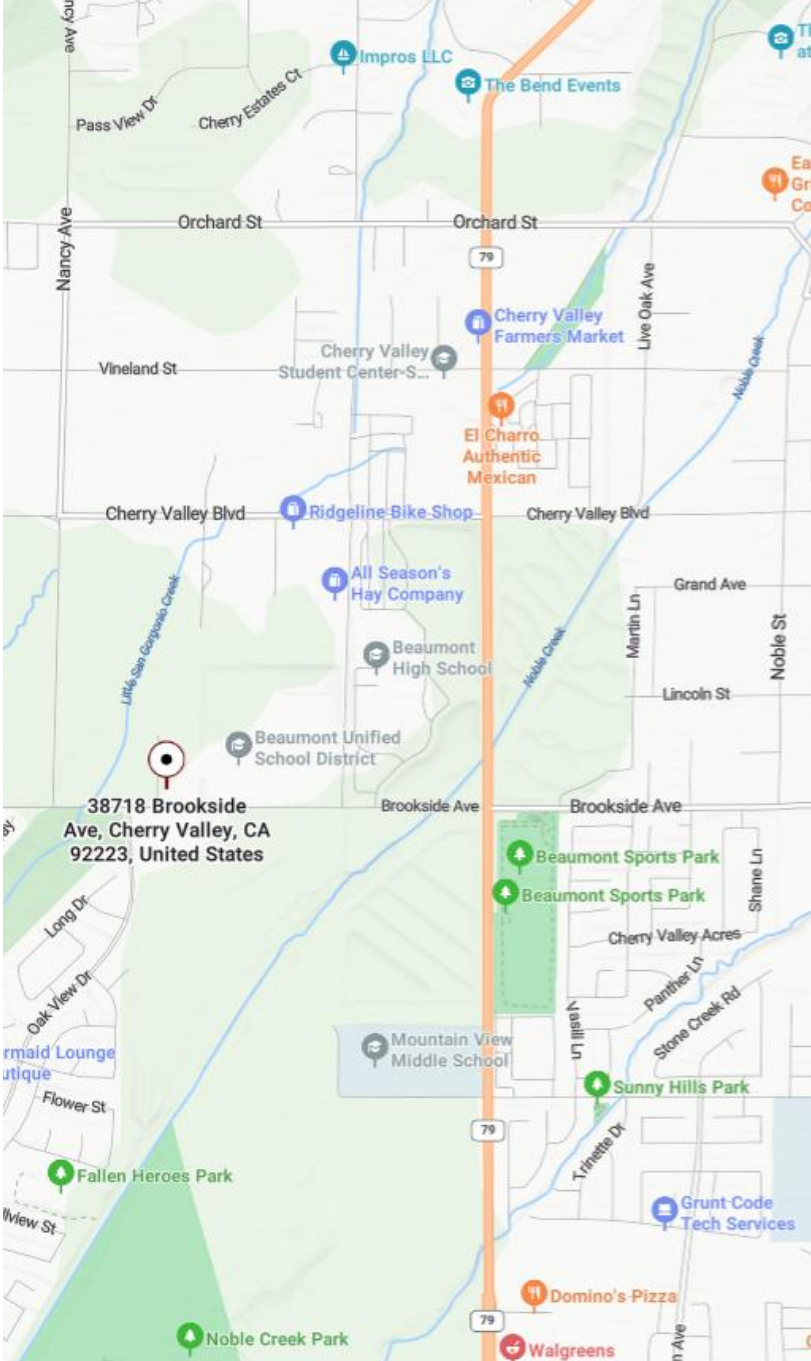 ncy Ave
Impros LLC
The Bend Events
Pass View Dr
Cherry Estates Ct
Orchard St
Orchard St
Nancy Ave
79
Live Oak Ave
Cherry Valley
Farmers Market
Cherry Valley
Student Center-S...
Vineland St
Noble Creek
El Charro
Authentic
Mexican
Cherry Valley Blvd
Ridgeline Bike Shop
Cherry Valley Blvd
All Season's
Hay Company
Grand Ave
Martin Ln
Noble St
Little San Gorgonio Creek
Beaumont
High School
Noble Creek
Lincoln St
Beaumont Unified
School District
38718 Brookside
Ave, Cherry Valley, CA
92223, United States
Brookside Ave
Brookside Ave
Beaumont Sports Park
Beaumont Sports Park
Shane Ln
Long Dr
Cherry Valley Acres
Panther Ln
Oak View Dr
Stone Creek Rd
Vasili Ln
Mountain View
Middle School
rmaid Lounge
utique
Sunny Hills Park
Flower St
79
Trinette Dr
Fallen Heroes Park
llview St
Grunt Code
Tech Services
Domino's Pizza
79
Noble Creek Park
Walgreens
n Ave